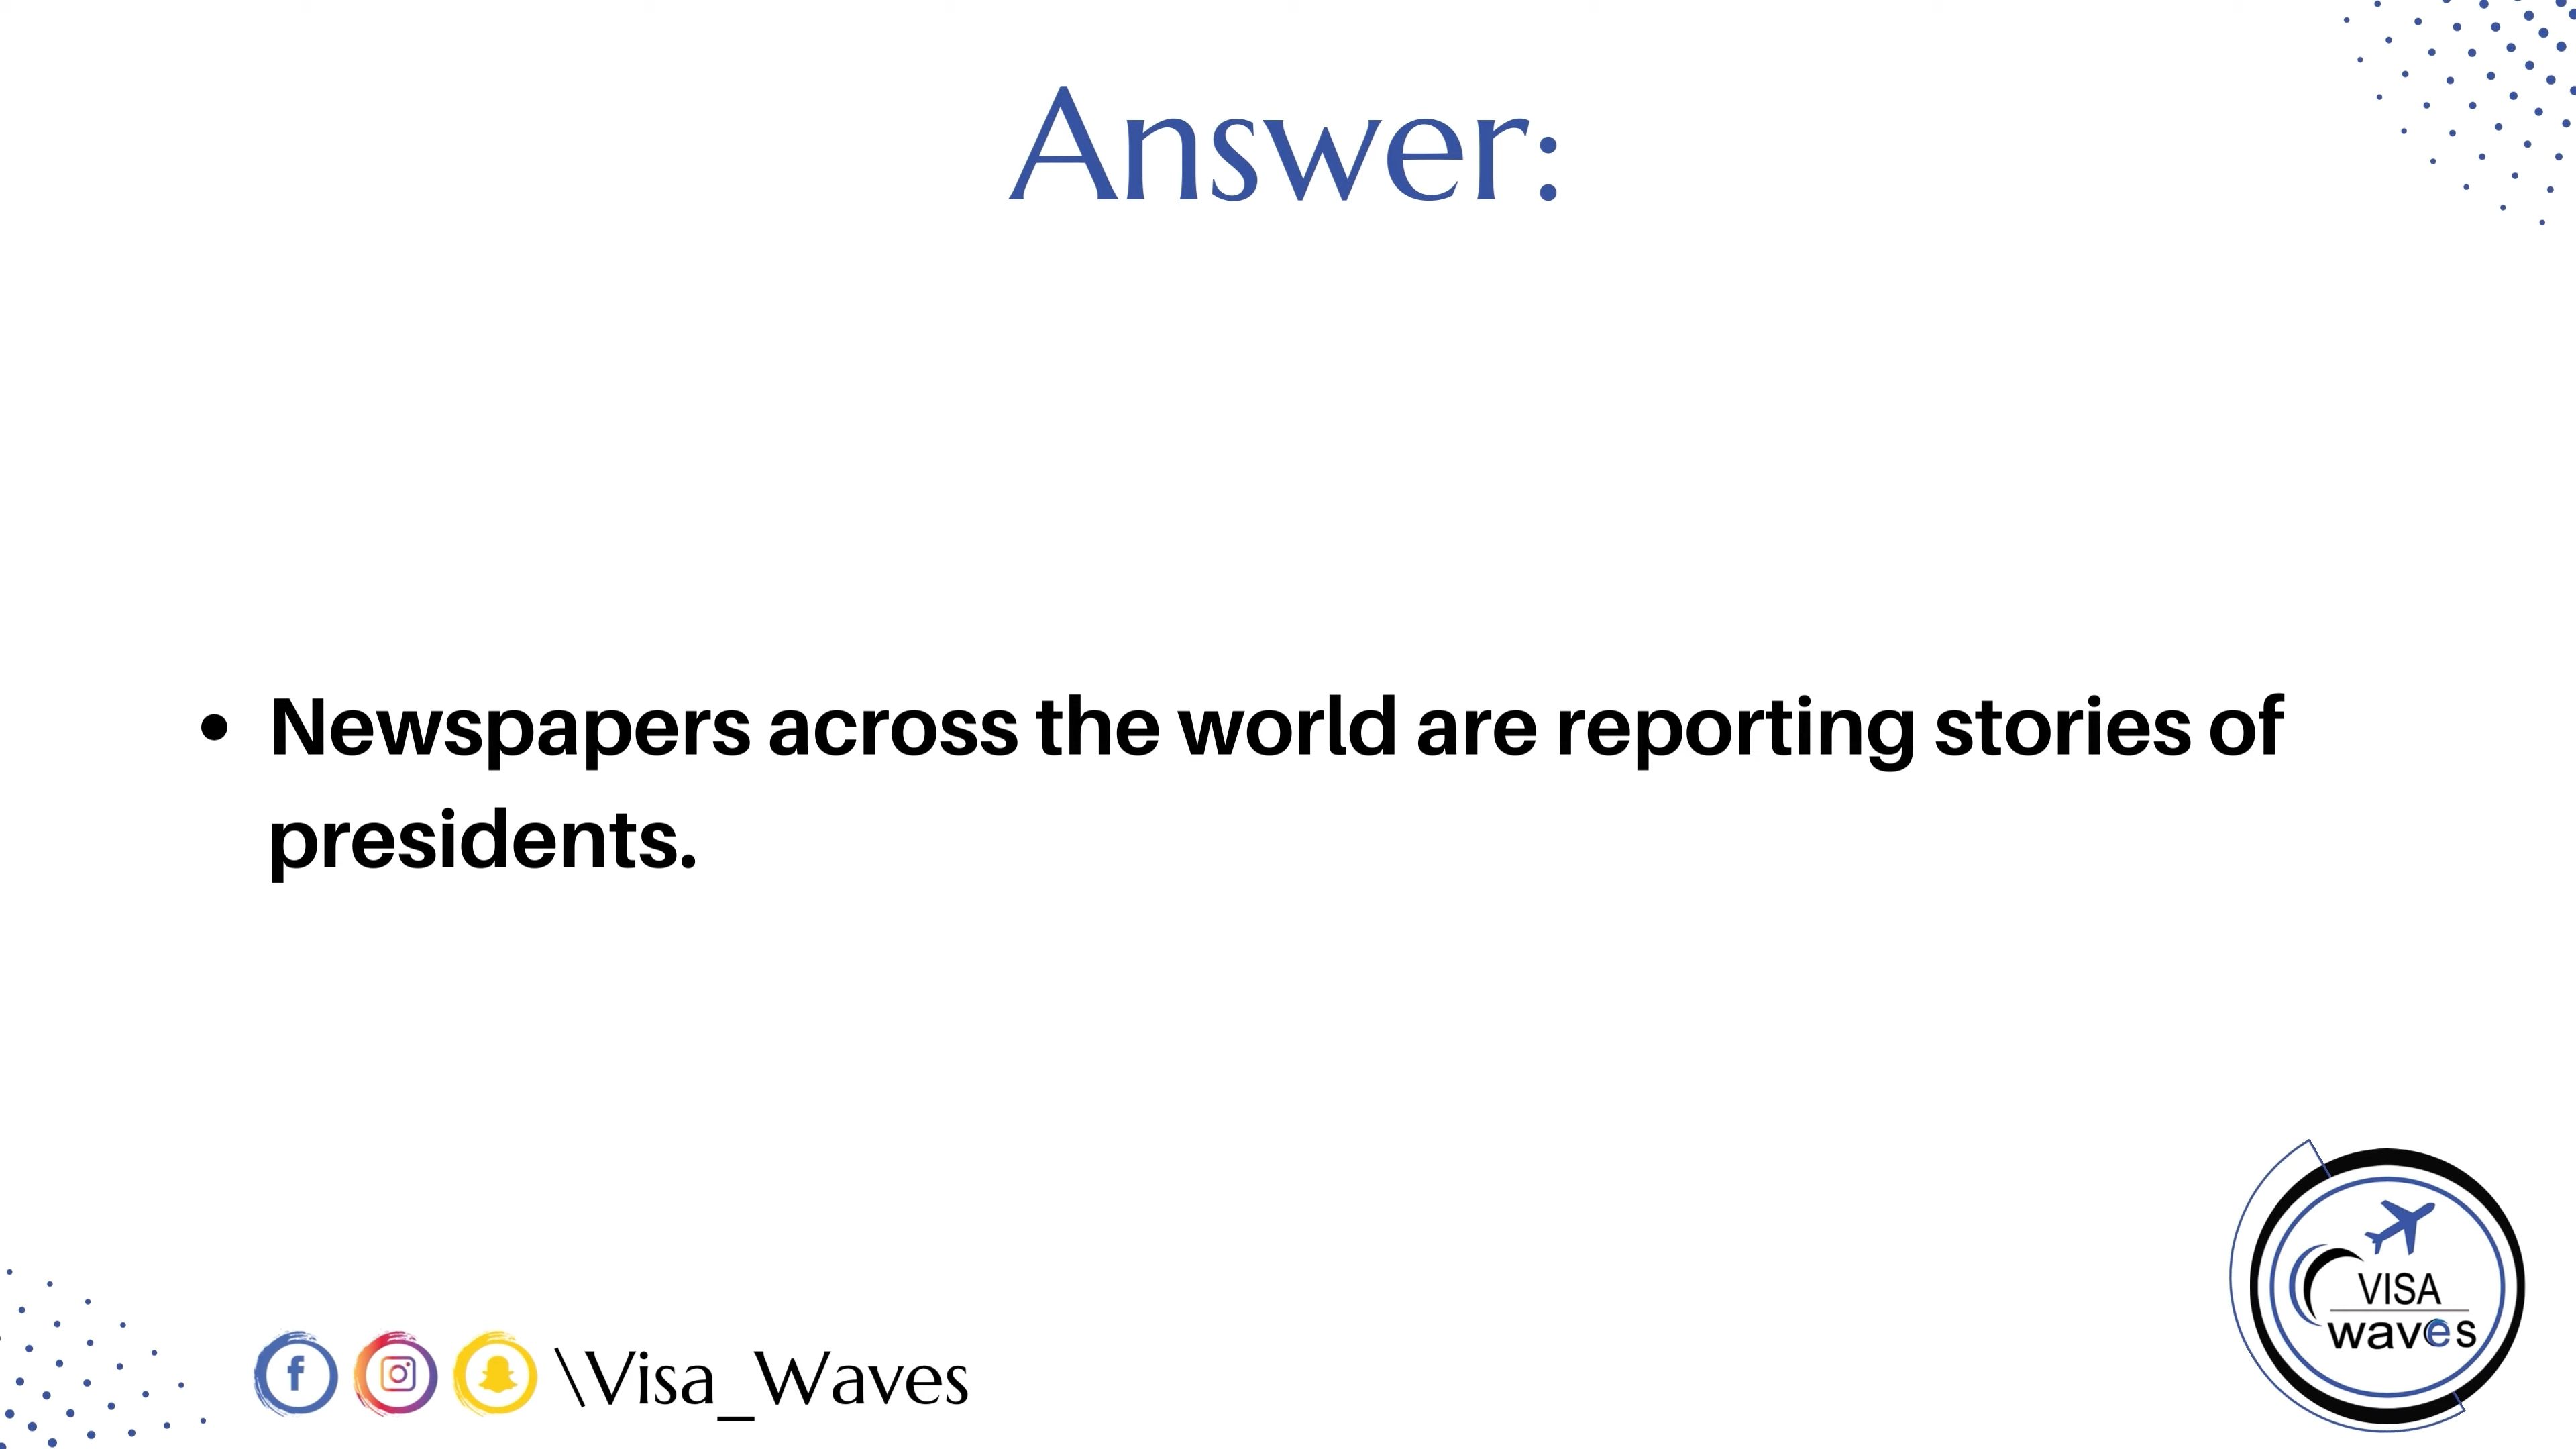 Answer:
• Newspapers across the world are reporting stories of
presidents.
\Visa_Waves
VISA
waves